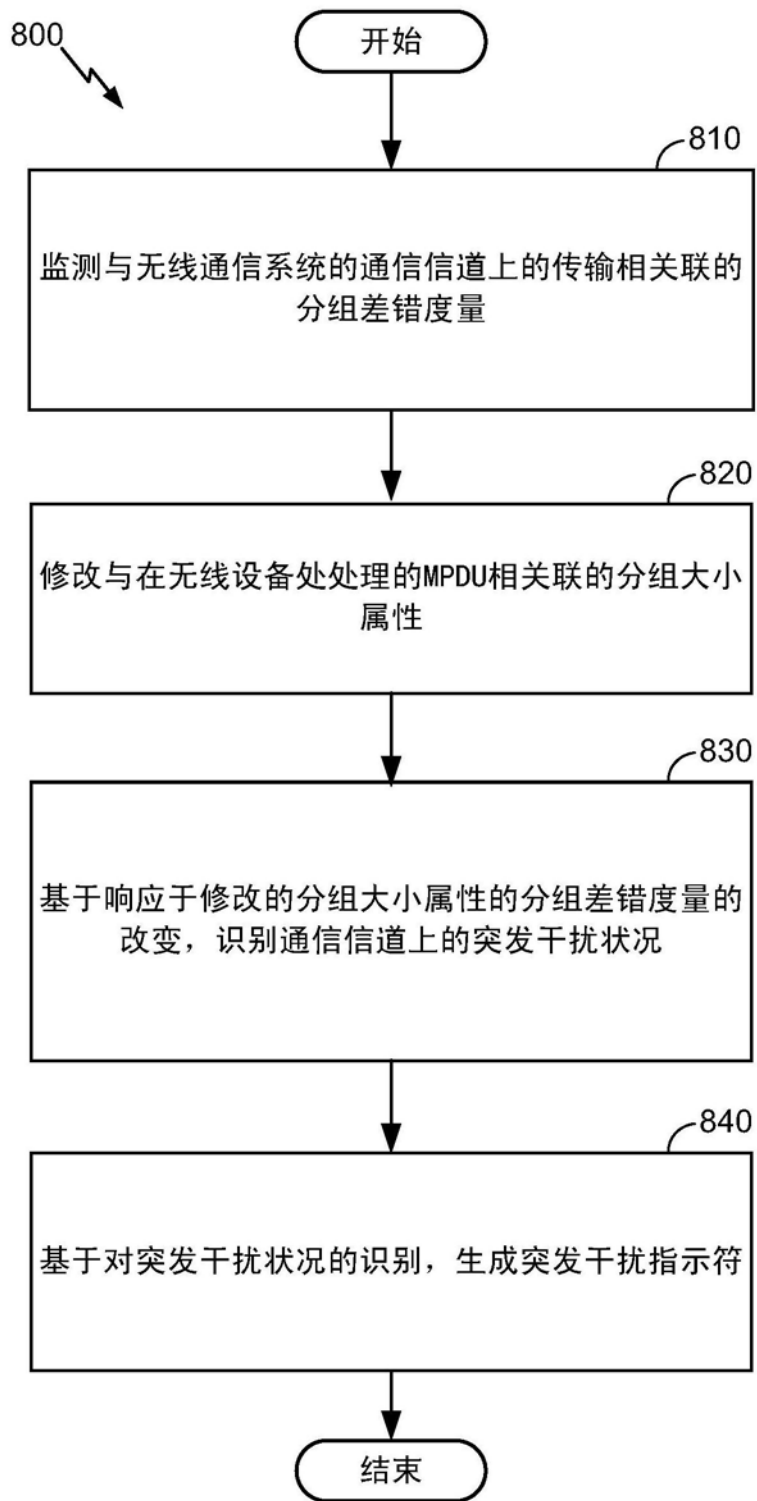 800
开始
810
监测与无线通信系统的通信信道上的传输相关联的
分组差错度量
820
修改与在无线设备处处理的MPDU相关联的分组大小
属性
830
基于响应于修改的分组大小属性的分组差错度量的
改变，识别通信信道上的突发干扰状况
840
基于对突发干扰状况的识别，生成突发干扰指示符
结束